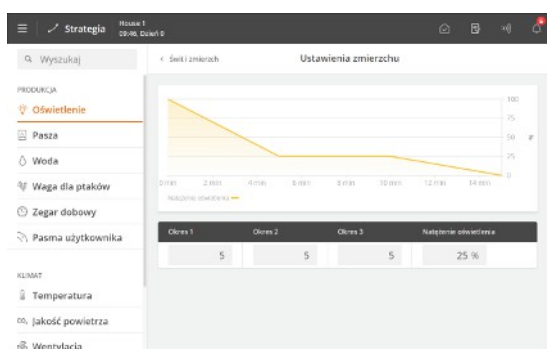 Strategia
House 1
09:46, Dzień 0
Wyszukaj
PRODUKCJA
Oświetlenie
Pasza
Woda
Waga dla ptaków
Zegar dobowy
Pasma użytkownika
KLIMAT
Temperatura
CO₂ Jakość powietrza
Wentylacja
Świt i zmierzch
Ustawienia zmierzchu
100
75
50
%
25
0
0 min 2 min 4 min 6 min 8 min 10 min 12 min 14 min
Natężenie oświetlenia
Okres 1 Okres 2 Okres 3 Natężenie oświetlenia
5 5 5 25 %